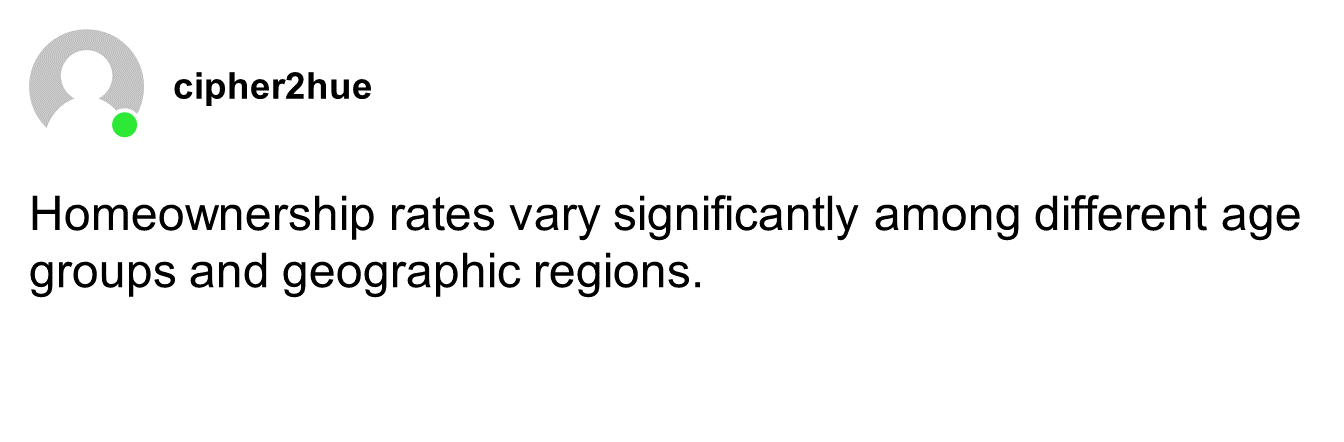 cipher2hue
Homeownership rates vary significantly among different age
groups and geographic regions.